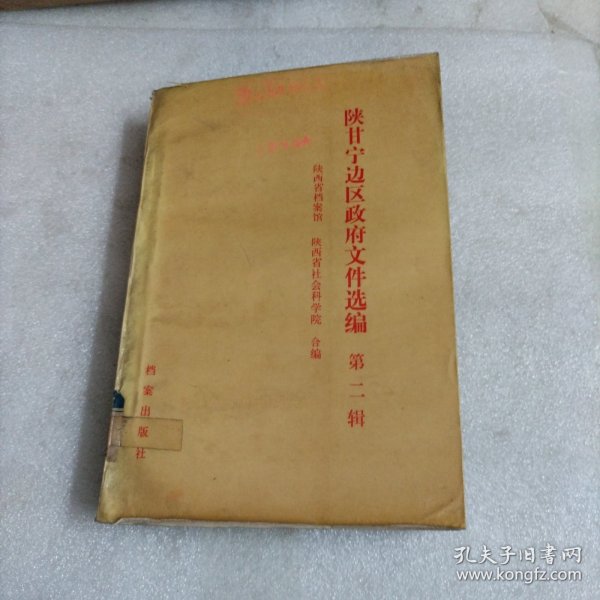 陕甘宁边区政府文件选编 第二辑
陕西省档案馆 陕西省社会科学院 合编
档案出版社
孔夫子旧书网
www.kongfz.com